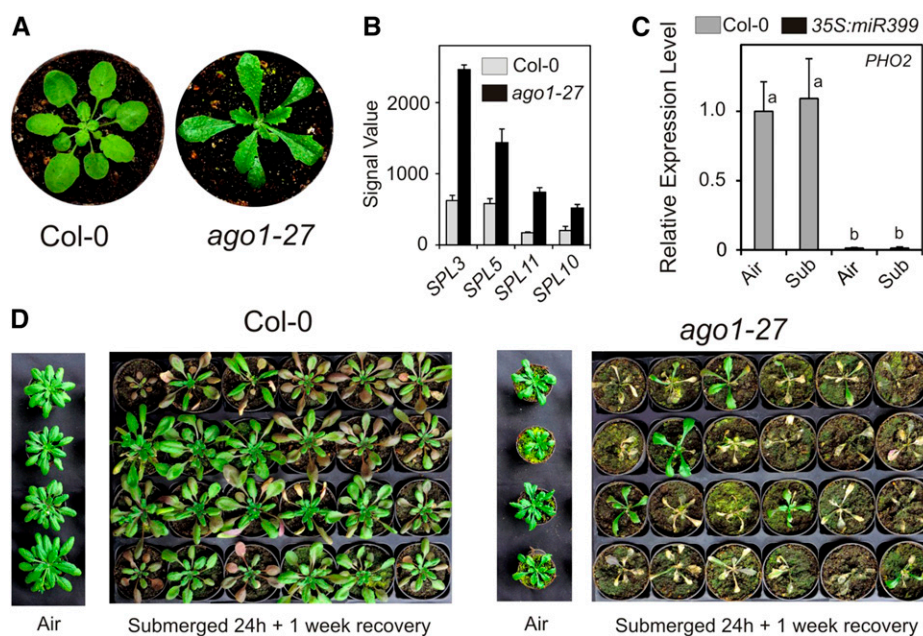 A
Col-0
ago1-27
B
Signal Value
2000
1000
0
Col-0
ago1-27
SPL3
SPL5
SPL11
SPL10
C
Col-0
35S:miR399
PHO2
Relative Expression Level
1.0
0.5
0
a
a
b
b
Air
Sub
Air
Sub
D
Col-0
ago1-27
Air
Submerged 24h + 1 week recovery
Air
Submerged 24h + 1 week recovery